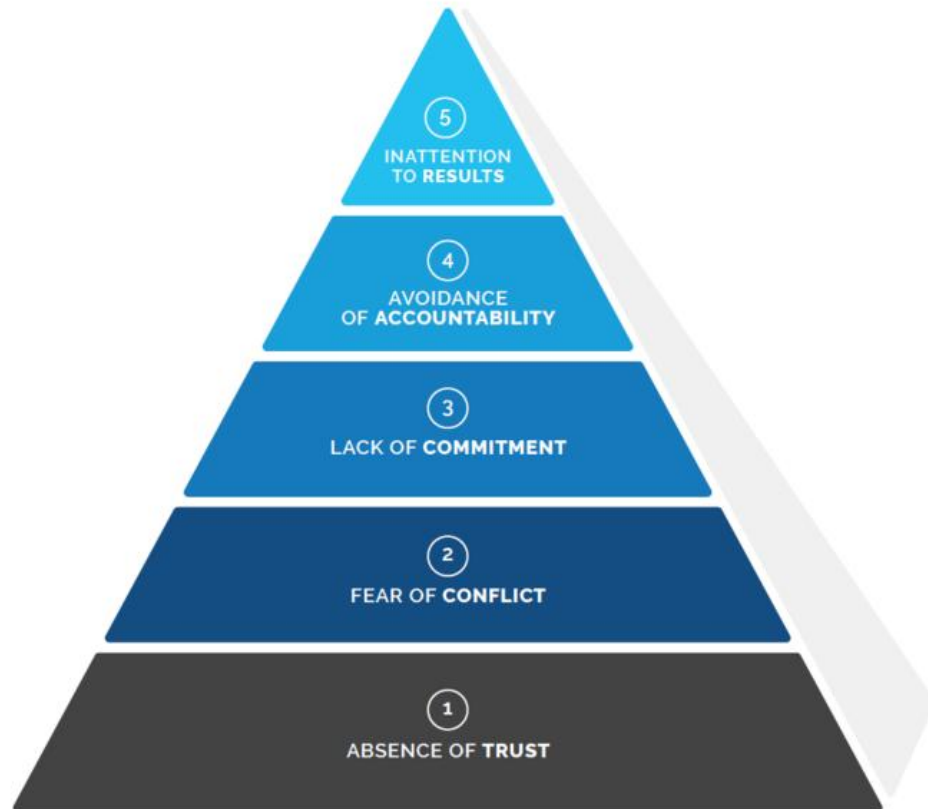 5
INATTENTION
TO RESULTS
4
AVOIDANCE
OF ACCOUNTABILITY
3
LACK OF COMMITMENT
2
FEAR OF CONFLICT
1
ABSENCE OF TRUST